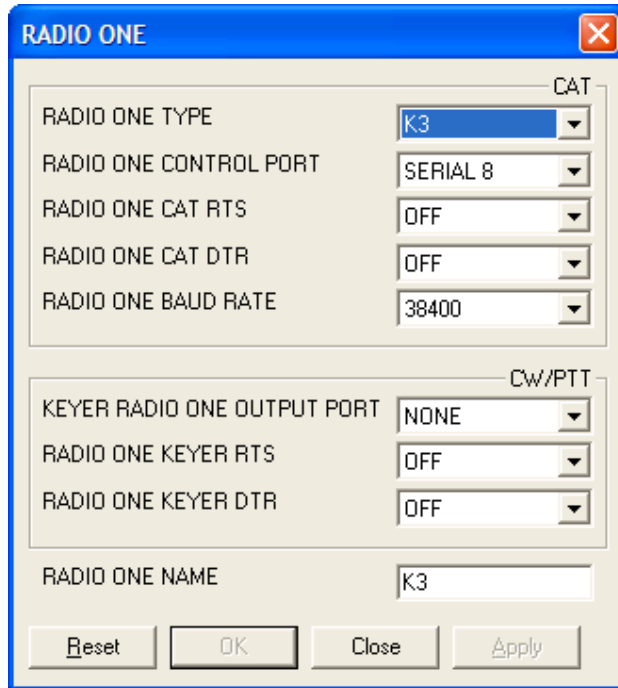 RADIO ONE
CAT
RADIO ONE TYPE K3
RADIO ONE CONTROL PORT SERIAL 8
RADIO ONE CAT RTS OFF
RADIO ONE CAT DTR OFF
RADIO ONE BAUD RATE 38400
CW/PTT
KEYER RADIO ONE OUTPUT PORT NONE
RADIO ONE KEYER RTS OFF
RADIO ONE KEYER DTR OFF
RADIO ONE NAME K3
Reset OK Close Apply